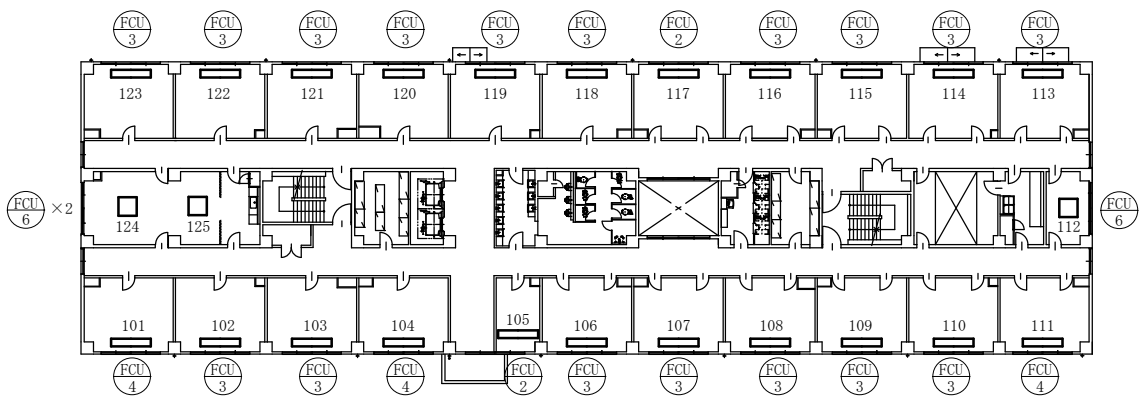 FCU FCU FCU FCU FCU FCU FCU FCU FCU FCU FCU
3 3 3 3 3 3 2 3 3 3 3
123 122 121 120 119 118 117 116 115 114 113
FCU
6
×2
124 125 112
FCU
6
101 102 103 104 105 106 107 108 109 110 111
FCU FCU FCU FCU FCU FCU FCU FCU FCU FCU FCU
4 3 3 4 2 3 3 3 3 3 4